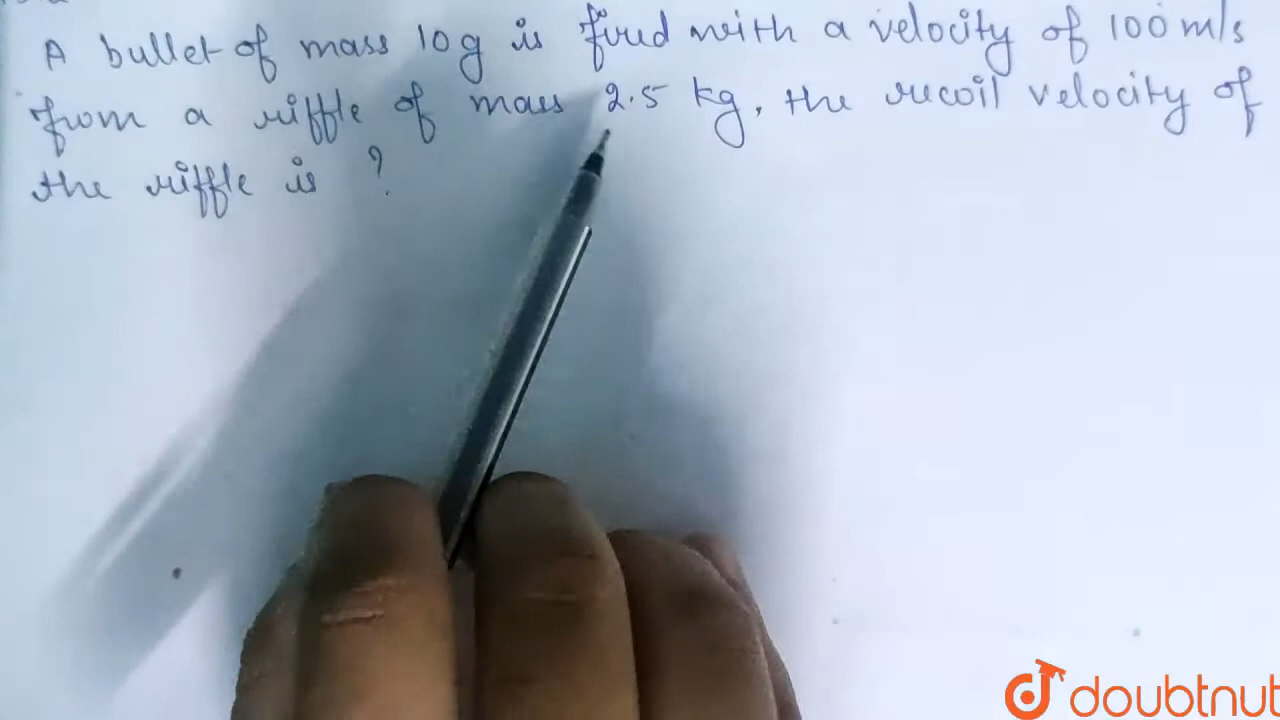 A bullet of mass 10g is fired with a velocity of 100 m/s
from a riffle of mass 2.5 kg, the recoil velocity of
the riffle is ?
doubtnut